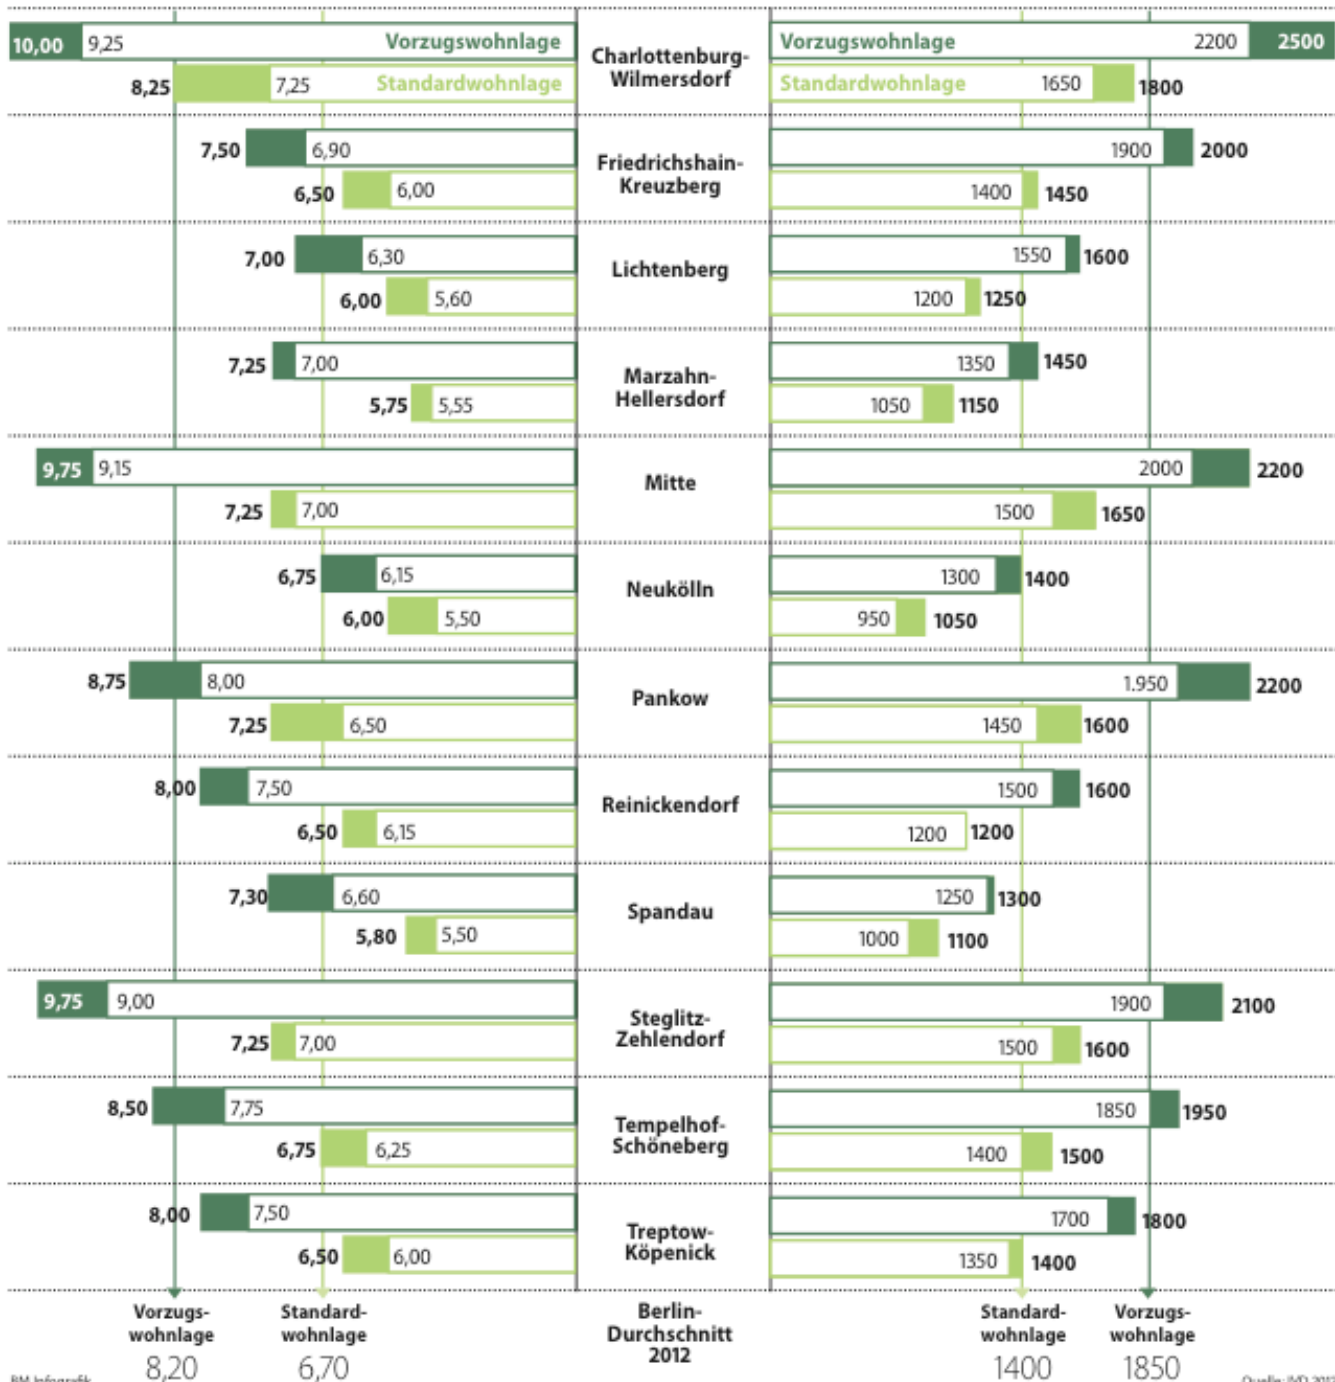 10,00 9,25 Vorzugswohnlage
8,25 7,25 Standardwohnlage
Charlottenburg-
Wilmersdorf
Vorzugswohnlage 2200 2500
Standardwohnlage 1650 1800
7,50 6,90
6,50 6,00
Friedrichshain-
Kreuzberg
1900 2000
1400 1450
7,00 6,30
6,00 5,60
Lichtenberg
1550 1600
1200 1250
7,25 7,00
5,75 5,55
Marzahn-
Hellersdorf
1350 1450
1050 1150
9,75 9,15
7,25 7,00
Mitte
2000 2200
1500 1650
6,75 6,15
6,00 5,50
Neukölln
1300 1400
950 1050
8,75 8,00
7,25 6,50
Pankow
1.950 2200
1450 1600
8,00 7,50
6,50 6,15
Reinickendorf
1500 1600
1200 1200
7,30 6,60
5,80 5,50
Spandau
1250 1300
1000 1100
9,75 9,00
7,25 7,00
Steglitz-
Zehlendorf
1900 2100
1500 1600
8,50 7,75
6,75 6,25
Tempelhof-
Schöneberg
1850 1950
1400 1500
8,00 7,50
6,50 6,00
Treptow-
Köpenick
1700 1800
1350 1400
Vorzugs-
wohnlage
8,20
Standard-
wohnlage
6,70
Berlin-
Durchschnitt
2012
Standard-
wohnlage
1400
Vorzugs-
wohnlage
1850
BM Infografik
Quelle: IVD 2012